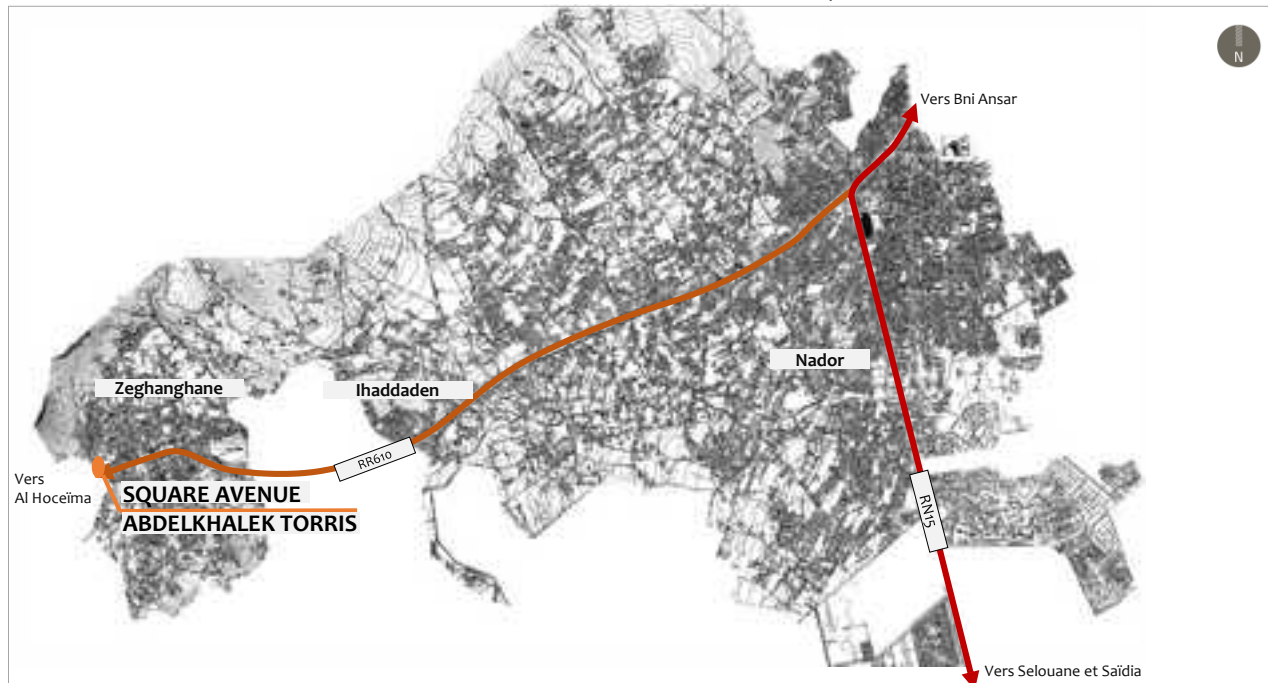 N
Vers Bni Ansar
Nador
Zeghanghane
Ihaddaden
RR610
Vers
Al Hoceïma
SQUARE AVENUE
ABDELKHALEK TORRIS
RN15
Vers Selouane et Saïdia